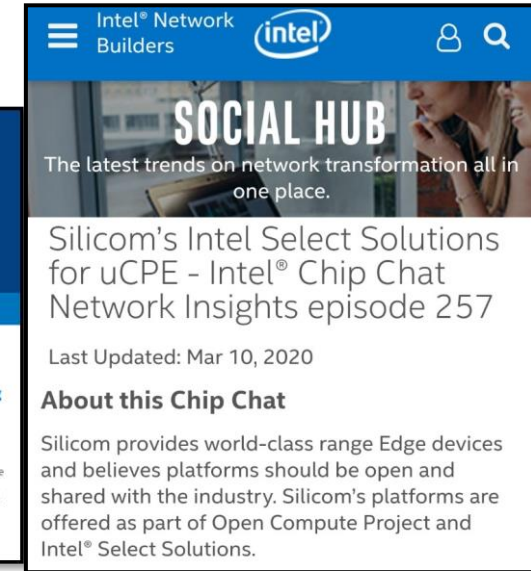 Intel® Network
Builders
intel
SOCIAL HUB
The latest trends on network transformation all in
one place.
Silicom's Intel Select Solutions
for uCPE - Intel® Chip Chat
Network Insights episode 257
Last Updated: Mar 10, 2020
About this Chip Chat
Silicom provides world-class range Edge devices
and believes platforms should be open and
shared with the industry. Silicom's platforms are
offered as part of Open Compute Project and
Intel® Select Solutions.